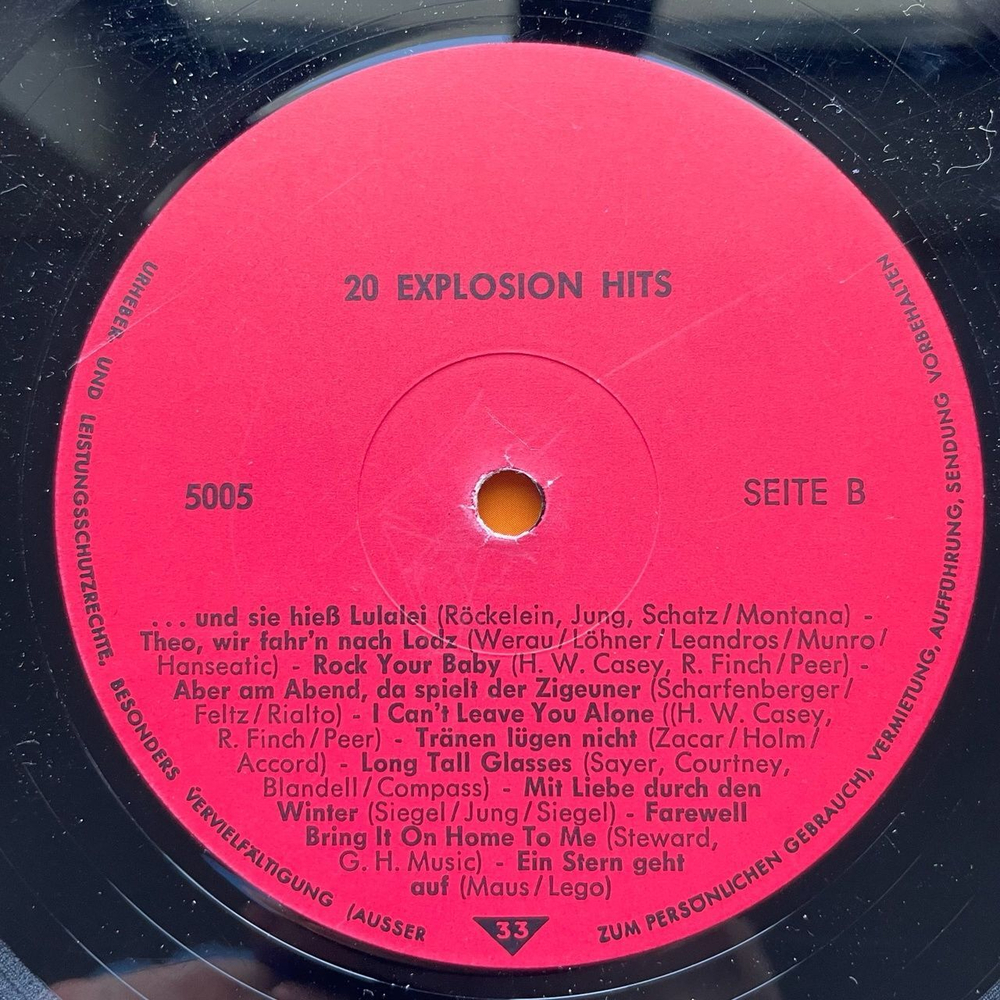 20 EXPLOSION HITS
5005
SEITE B
... und sie hieß Lulalei (Röckelein, Jung, Schatz/Montana) -
Theo, wir fahr'n nach Lodz (Werau/Löhner/Leandros/Munro/
Hanseatic) - Rock Your Baby (H. W. Casey, R. Finch/Peer) -
Aber am Abend, da spielt der Zigeuner (Scharfenberger/
Feltz/Rialto) - I Can't Leave You Alone ((H. W. Casey,
R. Finch/Peer) - Tränen lügen nicht (Zacar/Holm/
Accord) - Long Tall Glasses (Sayer, Courtney,
Blandell/Compass) - Mit Liebe durch den
Winter (Siegel/Jung/Siegel) - Farewell
Bring It On Home To Me (Steward,
G. H. Music) - Ein Stern geht
auf (Maus/Lego)
33
URHEBER UND LEISTUNGSSCHUTZRECHTE, BESONDERS VERVIELFÄLTIGUNG (AUSSER ZUM PERSÖNLICHEN GEBRAUCH), VERMIETUNG, AUFFÜHRUNG, SENDUNG VORBEHALTEN